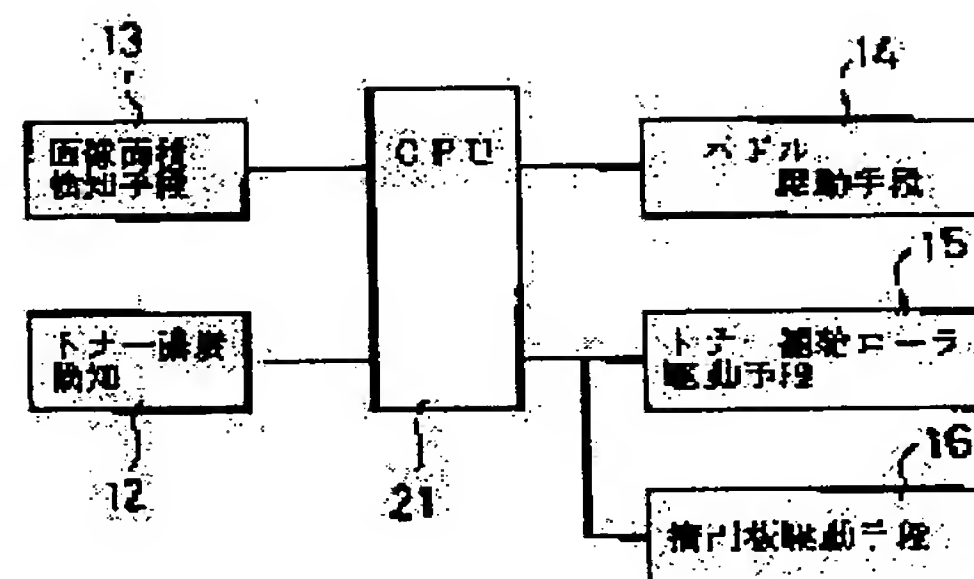 13
画像面積
検知手段
CPU
14
パドル
駆動手段
15
トナー濃度
検知
トナー補給ローラ
駆動手段
12
21
16
駆動手段